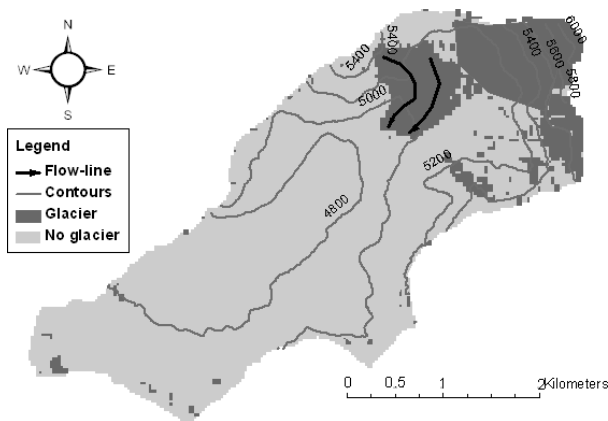 N
W E
S
Legend
Flow-line
Contours
Glacier
No glacier
5400
5400
5000
4800
5200
5400
5600
5800
6000
0 0.5 1 2 Kilometers